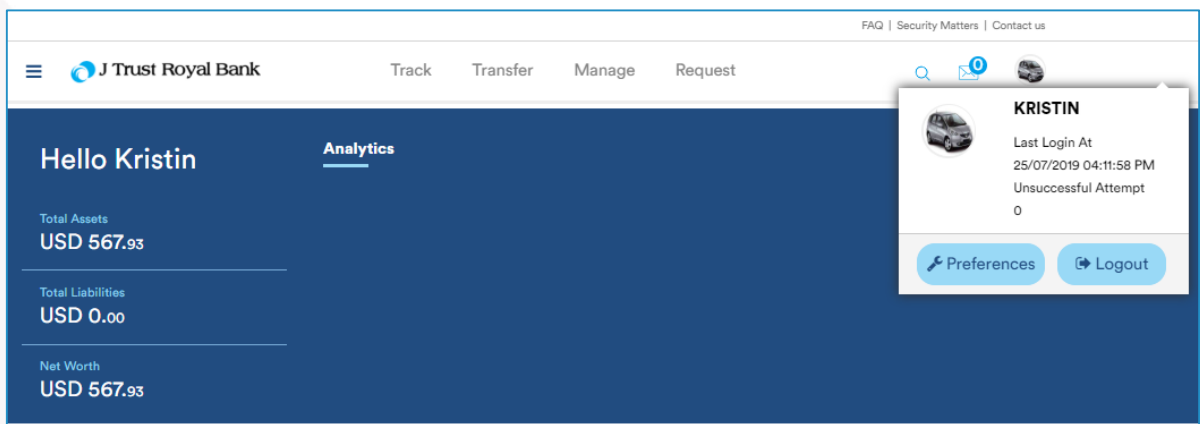 FAQ | Security Matters | Contact us
J Trust Royal Bank Track Transfer Manage Request 0
Hello Kristin
Analytics
Total Assets
USD 567.93
Total Liabilities
USD 0.00
Net Worth
USD 567.93
KRISTIN
Last Login At
25/07/2019 04:11:58 PM
Unsuccessful Attempt
0
Preferences Logout